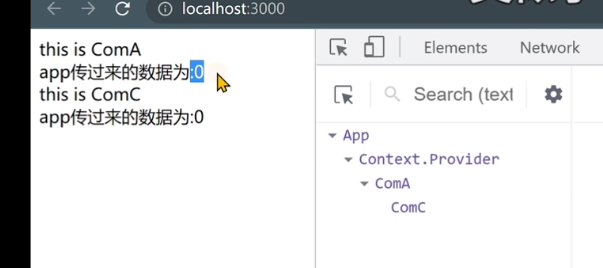 localhost:3000
this is ComA
app传过来的数据为:0
this is ComC
app传过来的数据为:0
Elements
Network
Search (text
App
Context.Provider
ComA
ComC